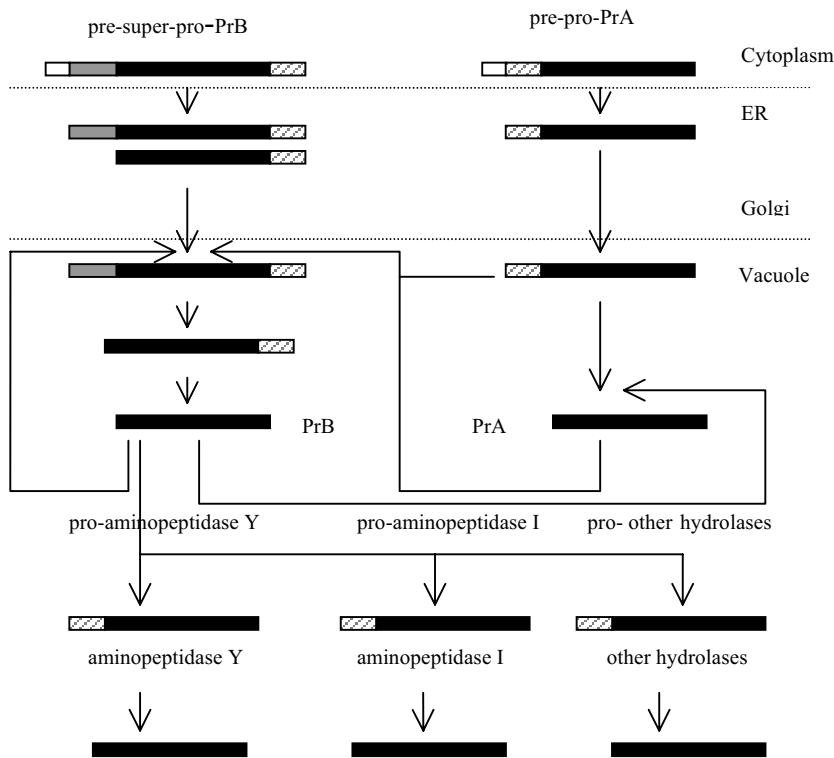 pre-super-pro-PrB
pre-pro-PrA
Cytoplasm
ER
Golgi
Vacuole
PrB
PrA
pro-aminopeptidase Y
pro-aminopeptidase I
pro- other hydrolases
aminopeptidase Y
aminopeptidase I
other hydrolases